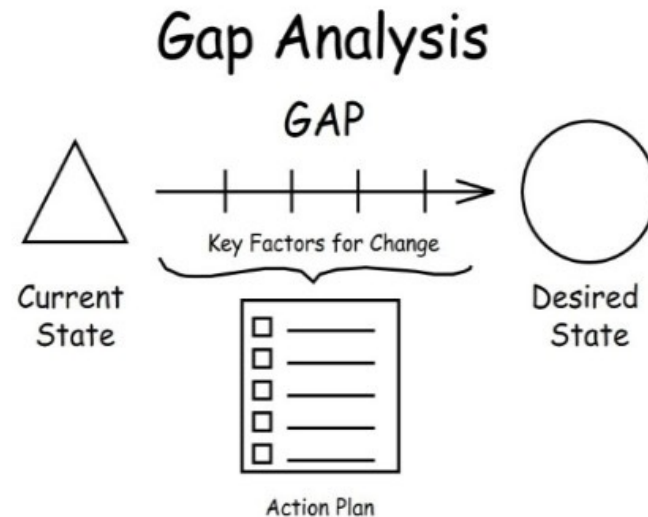 Gap Analysis
GAP
Key Factors for Change
Current
State
Desired
State
Action Plan